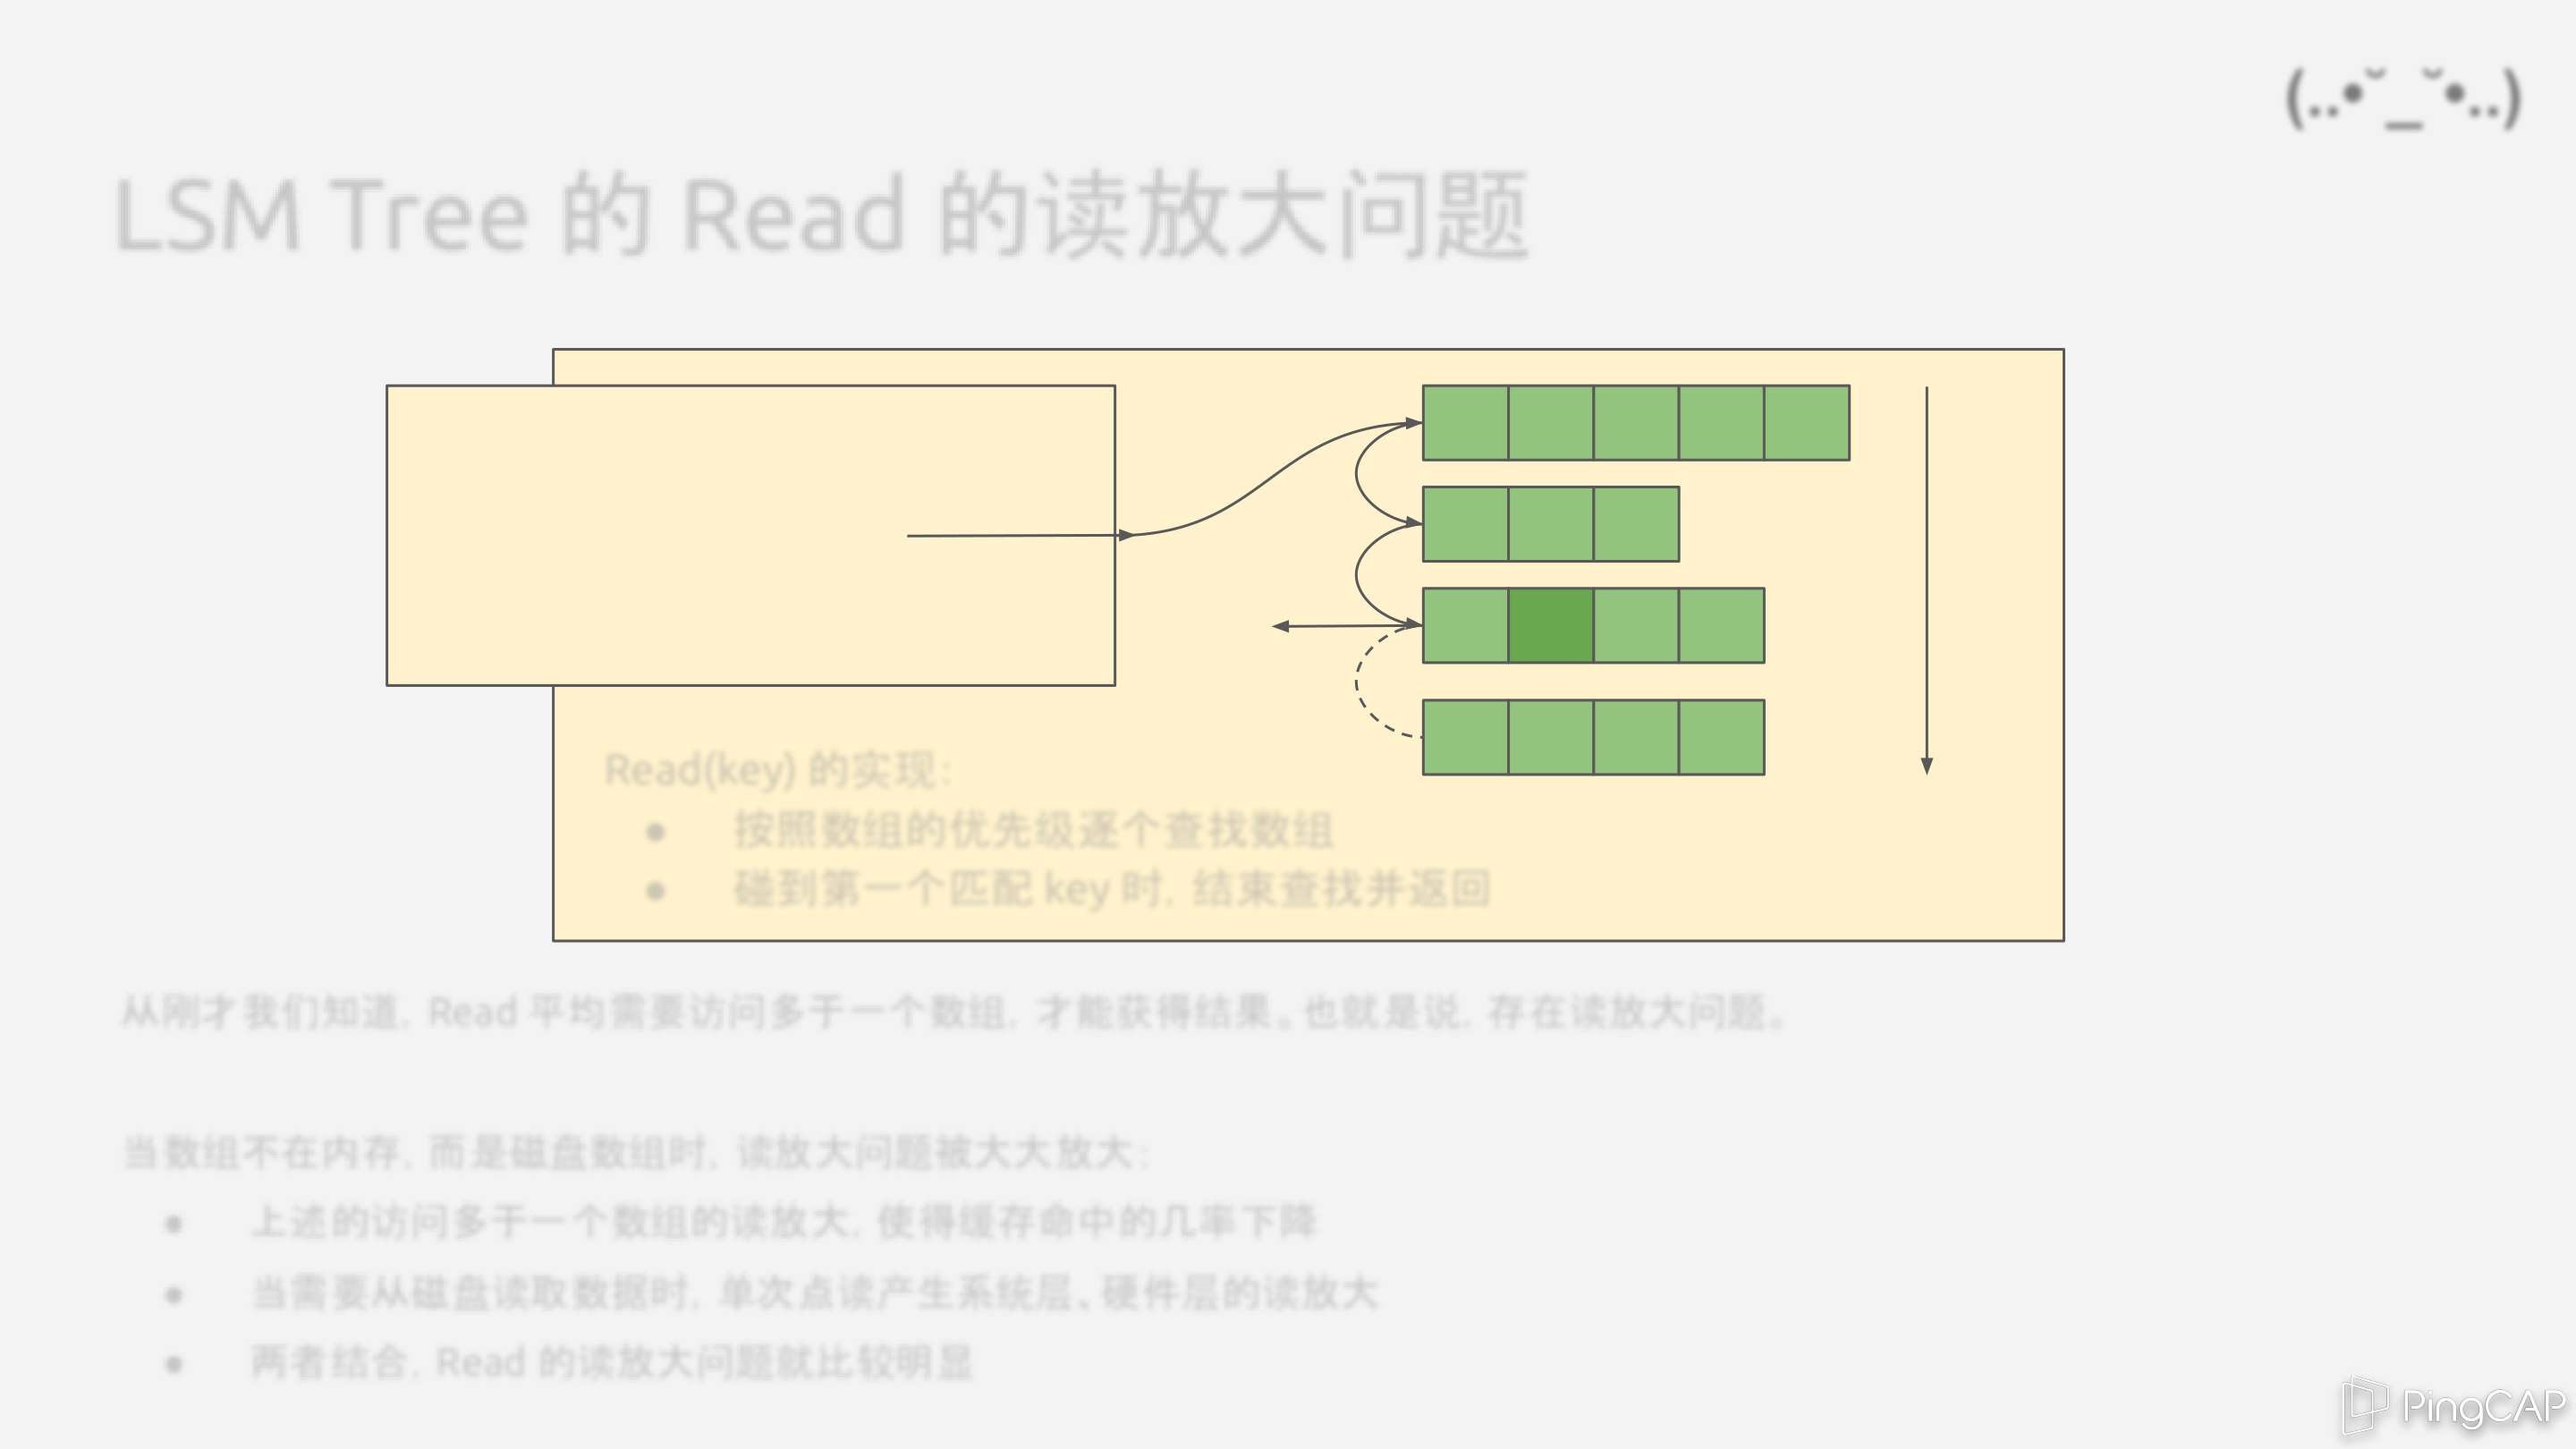 (..•˘_˘•..)
LSM Tree 的 Read 的读放大问题
Read(key) 的实现：
● 按照数组的优先级逐个查找数组
● 碰到第一个匹配 key 时, 结束查找并返回
从刚才我们知道, Read 平均需要访问多于一个数组, 才能获得结果。也就是说, 存在读放大问题。
当数组不在内存, 而是磁盘数组时, 读放大问题被大大放大：
● 上述的访问多于一个数组的读放大, 使得缓存命中的几率下降
● 当需要从磁盘读取数据时, 单次点读产生系统层、硬件层的读放大
● 两者结合, Read 的读放大问题就比较明显
PingCAP